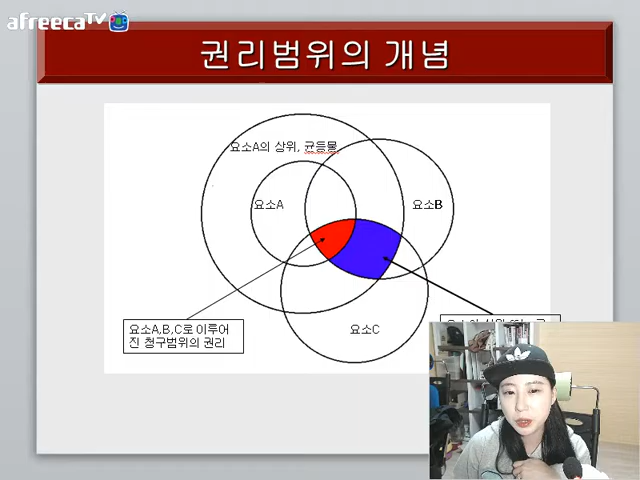 afreecaTV
권리범위의 개념
요소A의 상위, 균등물
요소A
요소B
요소A,B,C로 이루어
진 청구범위의 권리
요소C